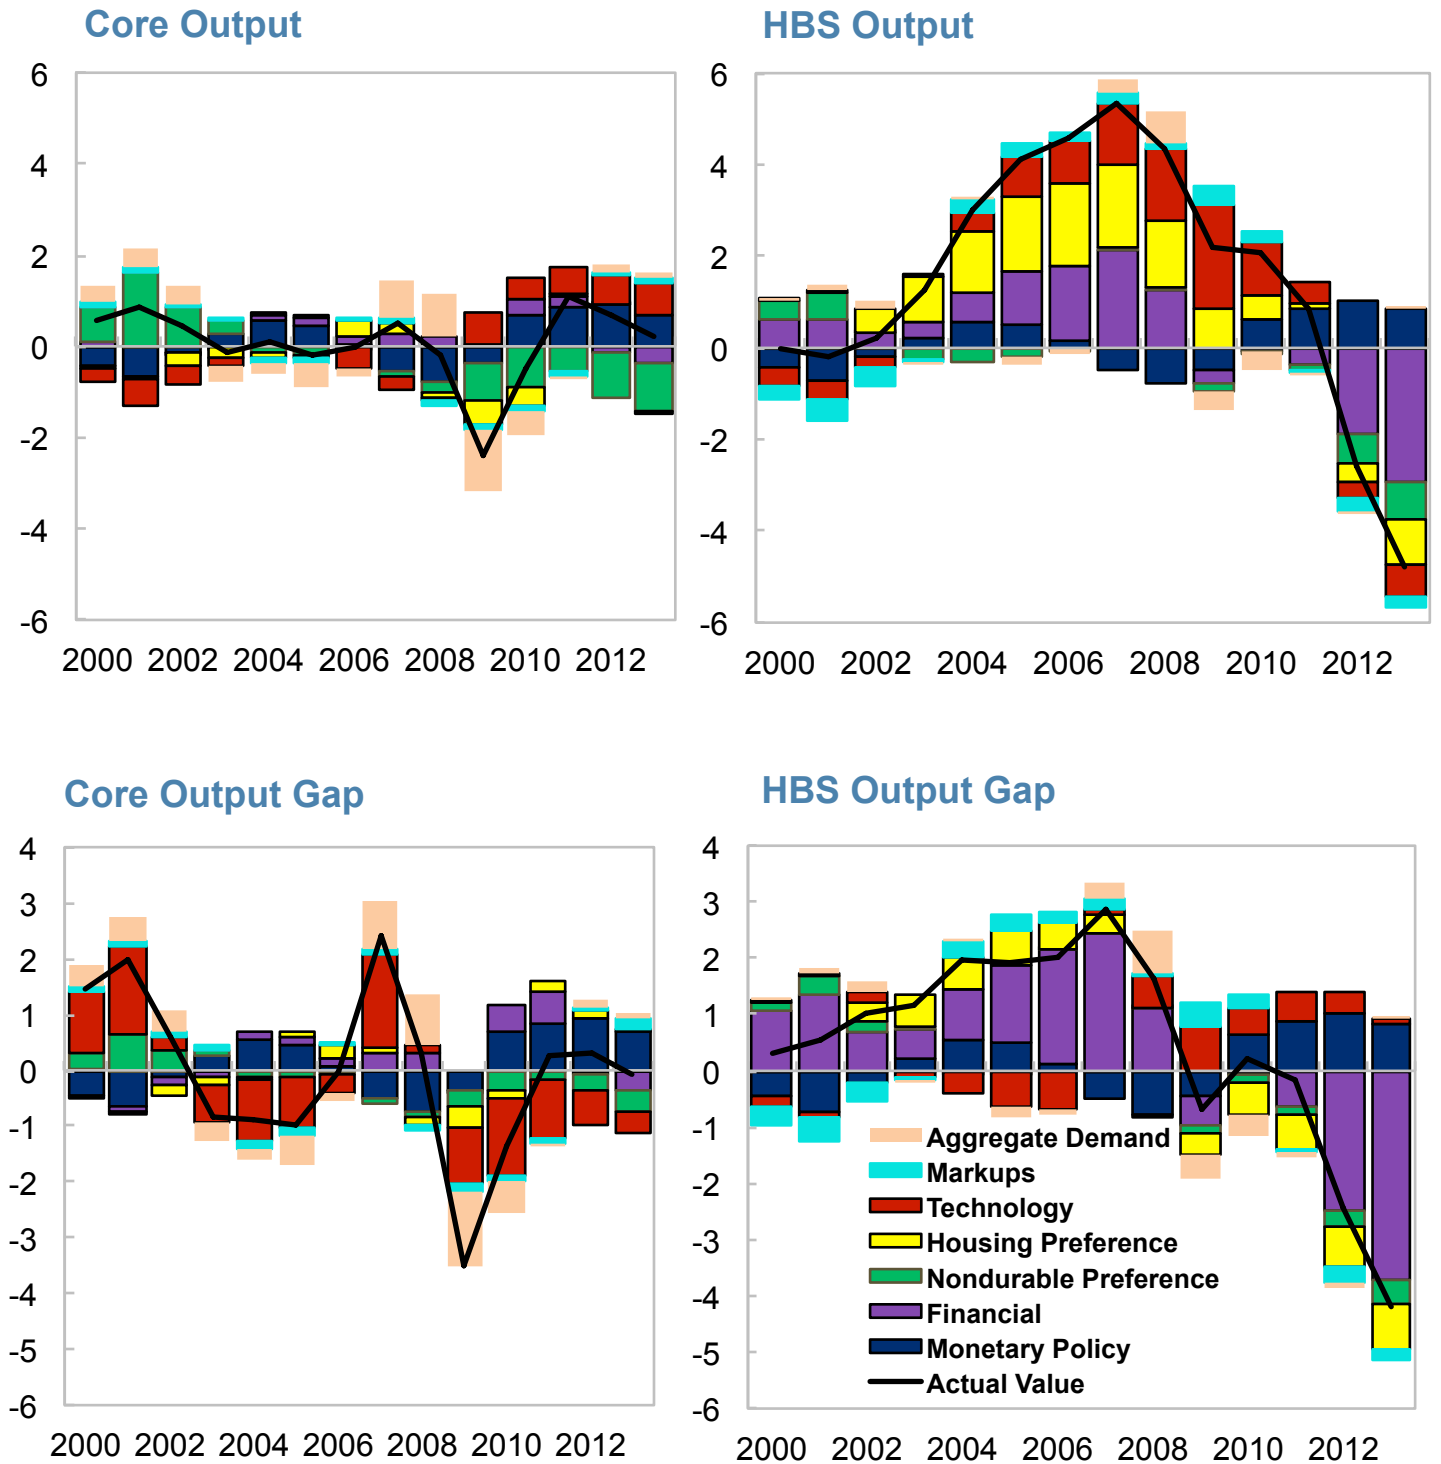 Core Output
HBS Output
6
4
2
0
-2
-4
-6
2000 2002 2004 2006 2008 2010 2012
6
4
2
0
-2
-4
-6
2000 2002 2004 2006 2008 2010 2012
Core Output Gap
HBS Output Gap
4
3
2
1
0
-1
-2
-3
-4
-5
-6
2000 2002 2004 2006 2008 2010 2012
4
3
2
1
0
-1
-2
-3
-4
-5
-6
Aggregate Demand
Markups
Technology
Housing Preference
Nondurable Preference
Financial
Monetary Policy
Actual Value
2000 2002 2004 2006 2008 2010 2012